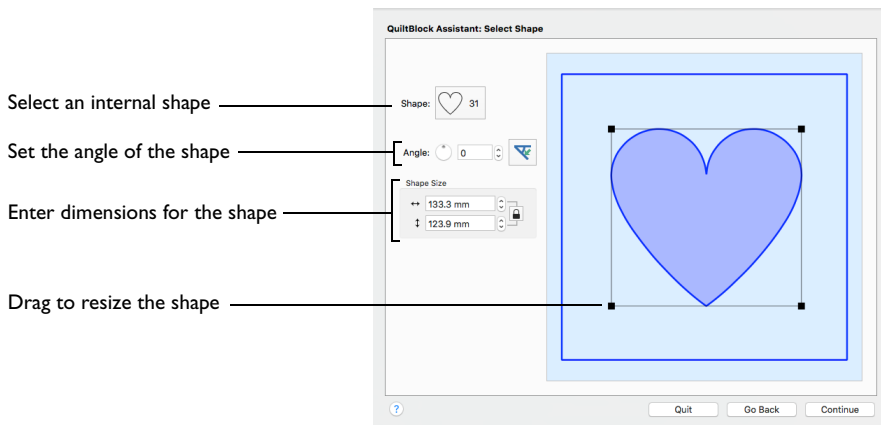 QuiltBlock Assistant: Select Shape
Select an internal shape
Shape: 31
Set the angle of the shape
Angle: 0
Shape Size
Enter dimensions for the shape
133.3 mm
123.9 mm
Drag to resize the shape
? Quit Go Back Continue